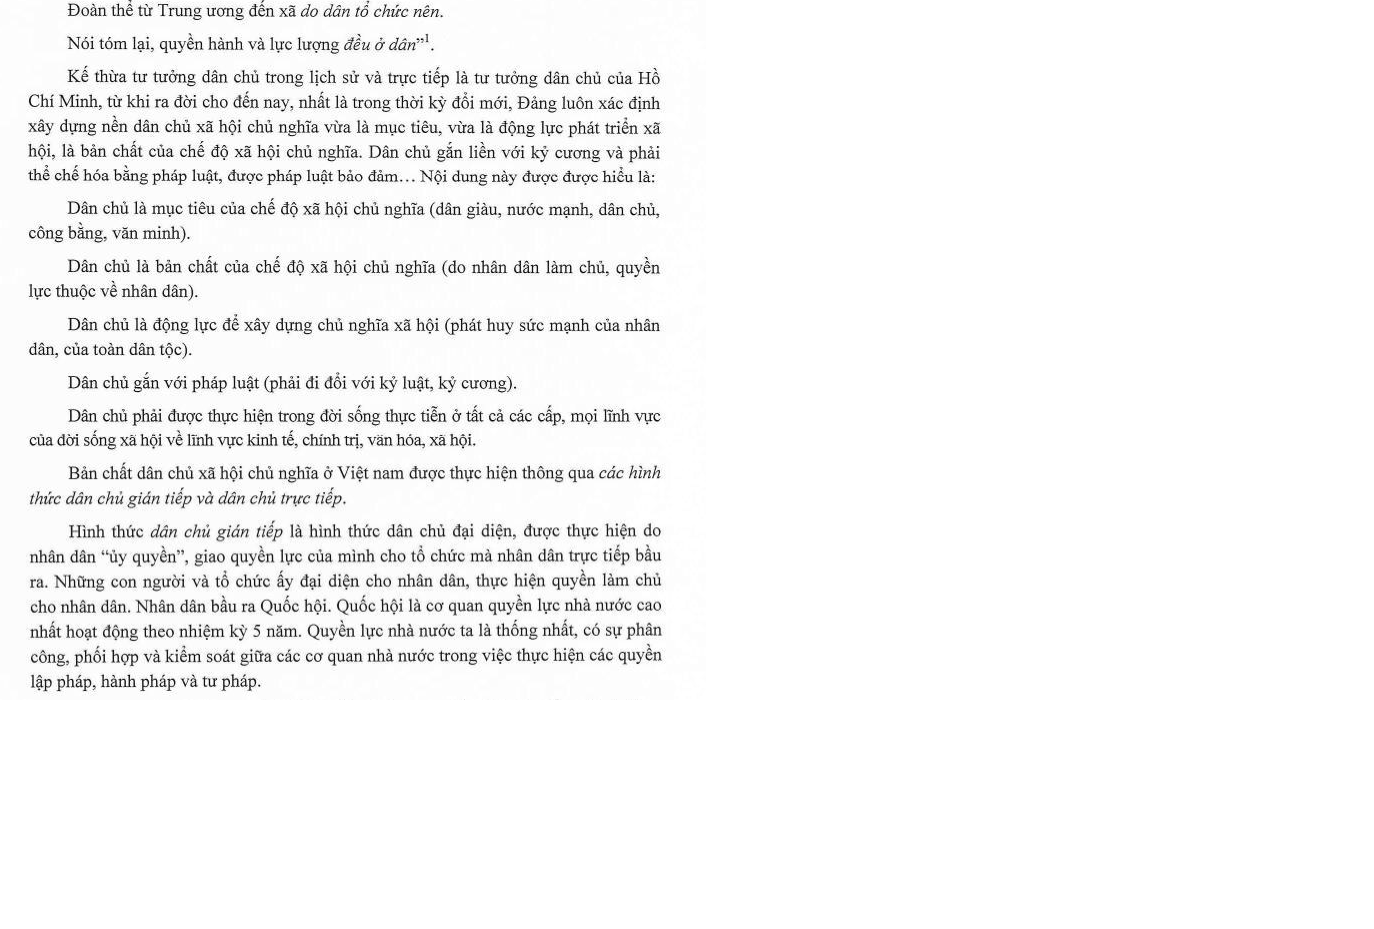 Đoàn thể từ Trung ương đến xã do dân tổ chức nên.
Nói tóm lại, quyền hành và lực lượng đều ở dân”1.
Kế thừa tư tưởng dân chủ trong lịch sử và trực tiếp là tư tưởng dân chủ của Hồ
Chí Minh, từ khi ra đời cho đến nay, nhất là trong thời kỳ đổi mới, Đảng luôn xác định
xây dựng nền dân chủ xã hội chủ nghĩa vừa là mục tiêu, vừa là động lực phát triển xã
hội, là bản chất của chế độ xã hội chủ nghĩa. Dân chủ gắn liền với kỷ cương và phải
thể chế hóa bằng pháp luật, được pháp luật bảo đảm… Nội dung này được được hiểu là:
Dân chủ là mục tiêu của chế độ xã hội chủ nghĩa (dân giàu, nước mạnh, dân chủ,
công bằng, văn minh).
Dân chủ là bản chất của chế độ xã hội chủ nghĩa (do nhân dân làm chủ, quyền
lực thuộc về nhân dân).
Dân chủ là động lực để xây dựng chủ nghĩa xã hội (phát huy sức mạnh của nhân
dân, của toàn dân tộc).
Dân chủ gắn với pháp luật (phải đi đổi với kỷ luật, kỷ cương).
Dân chủ phải được thực hiện trong đời sống thực tiễn ở tất cả các cấp, mọi lĩnh vực
của đời sống xã hội về lĩnh vực kinh tế, chính trị, văn hóa, xã hội.
Bản chất dân chủ xã hội chủ nghĩa ở Việt nam được thực hiện thông qua các hình
thức dân chủ gián tiếp và dân chủ trực tiếp.
Hình thức dân chủ gián tiếp là hình thức dân chủ đại diện, được thực hiện do
nhân dân “ủy quyền”, giao quyền lực của mình cho tổ chức mà nhân dân trực tiếp bầu
ra. Những con người và tổ chức ấy đại diện cho nhân dân, thực hiện quyền làm chủ
cho nhân dân. Nhân dân bầu ra Quốc hội. Quốc hội là cơ quan quyền lực nhà nước cao
nhất hoạt động theo nhiệm kỳ 5 năm. Quyền lực nhà nước ta là thống nhất, có sự phân
công, phối hợp và kiểm soát giữa các cơ quan nhà nước trong việc thực hiện các quyền
lập pháp, hành pháp và tư pháp.